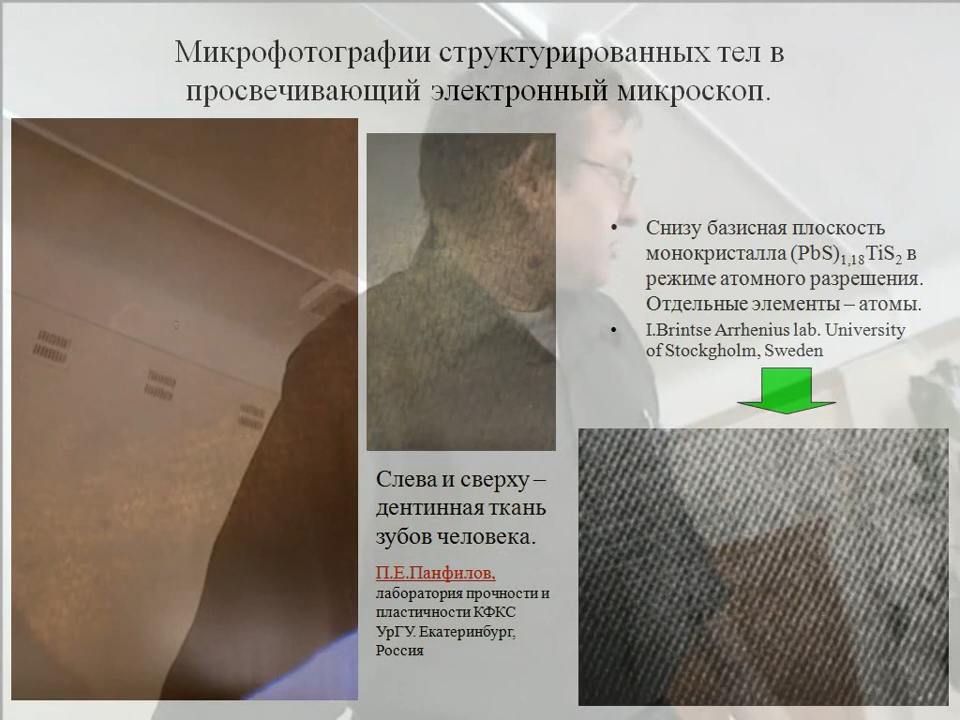 Микрофотографии структурированных тел в
просвечивающий электронный микроскоп.
• Снизу базисная плоскость
монокристалла (PbS)₁,₁₈TiS₂ в
режиме атомного разрешения.
Отдельные элементы – атомы.
• I.Brintse Arrhenius lab. University
of Stockgholm, Sweden
Слева и сверху –
дентинная ткань
зубов человека.
П.Е.Панфилов,
лаборатория прочности и
пластичности КФКС
УрГУ. Екатеринбург,
Россия